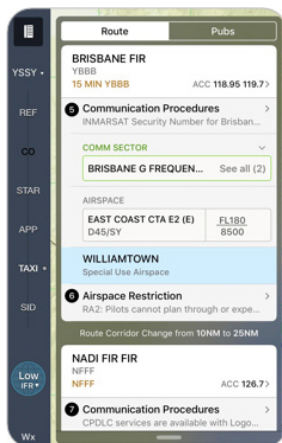 Route
Pubs
YSSY
REF
STAR
APP
TAXI
SID
Low
IFR
Wx
BRISBANE FIR
YBBB
15 MIN YBBB
ACC 118.95 119.7
5 Communication Procedures
INMARSAT Security Number for Brisban...
COMM SECTOR
BRISBANE G FREQUEN... See all (2)
AIRSPACE
EAST COAST CTA E2 (E) FL180
D45/SY 8500
WILLIAMTOWN
Special Use Airspace
6 Airspace Restriction
RA2: Pilots cannot plan through or expe...
Route Corridor Change from 10NM to 25NM
NADI FIR FIR
NFFF
NFFF ACC 126.7
7 Communication Procedures
CPDLC services are available with Logo...